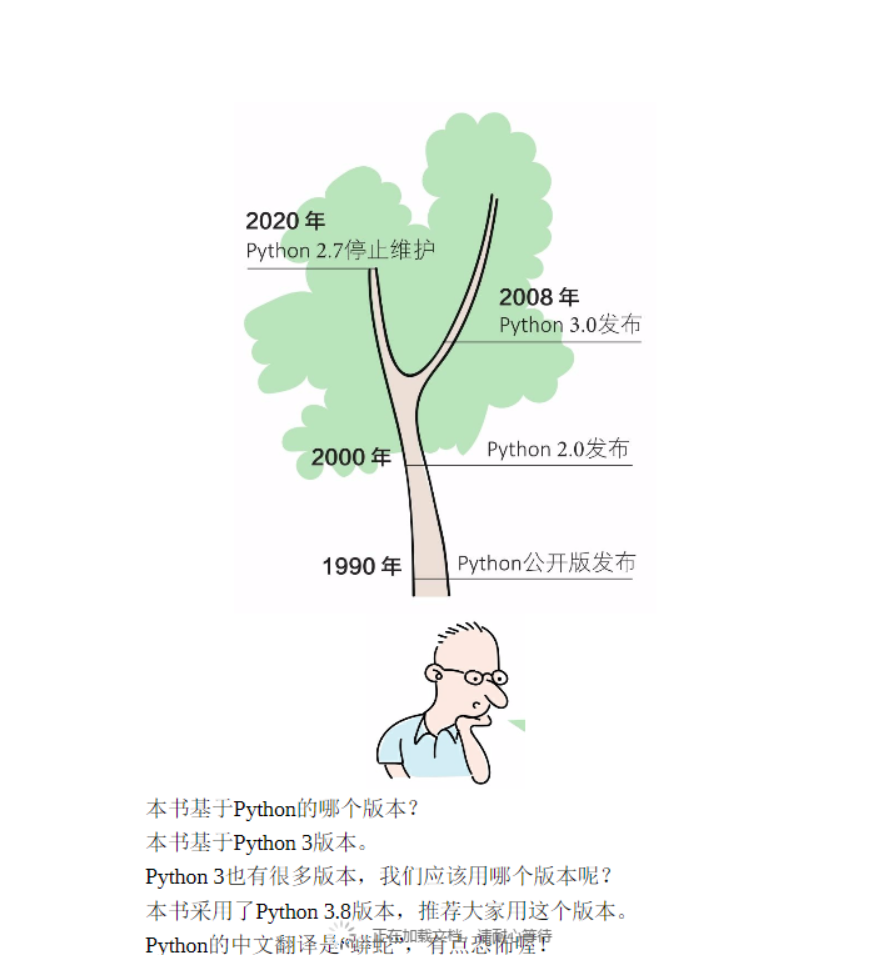 2020 年
Python 2.7停止维护
2008 年
Python 3.0发布
2000 年
Python 2.0发布
1990 年
Python公开版发布
本书基于Python的哪个版本？
本书基于Python 3版本。
Python 3也有很多版本，我们应该用哪个版本呢？
本书采用了Python 3.8版本，推荐大家用这个版本。
正在加载文档，请耐心等待
Python的中文翻译是“蟒蛇”，有点恐怖喔！